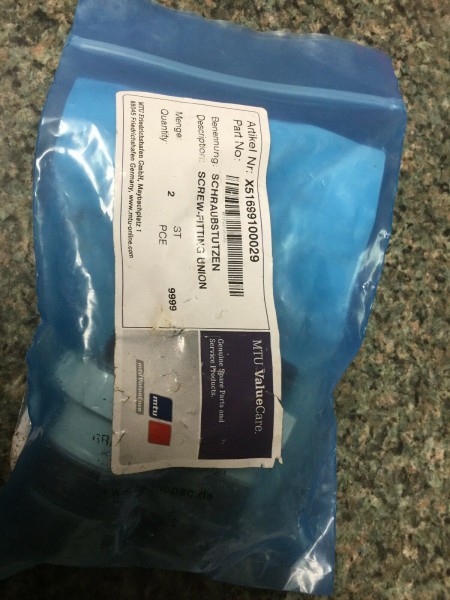 Artikel Nr: X51699100029
Part No:
Benennung: SCHRAUBSTUTZEN
Description: SCREW-FITTING UNION
Menge 2 ST 9999
Quantity PCE
MTU Friedrichshafen GmbH, Maybachplatz 1
88045 Friedrichshafen Germany, www.mtu-online.com
MTU ValueCare.
Genuine Spare Parts and
Service Products.
mtu